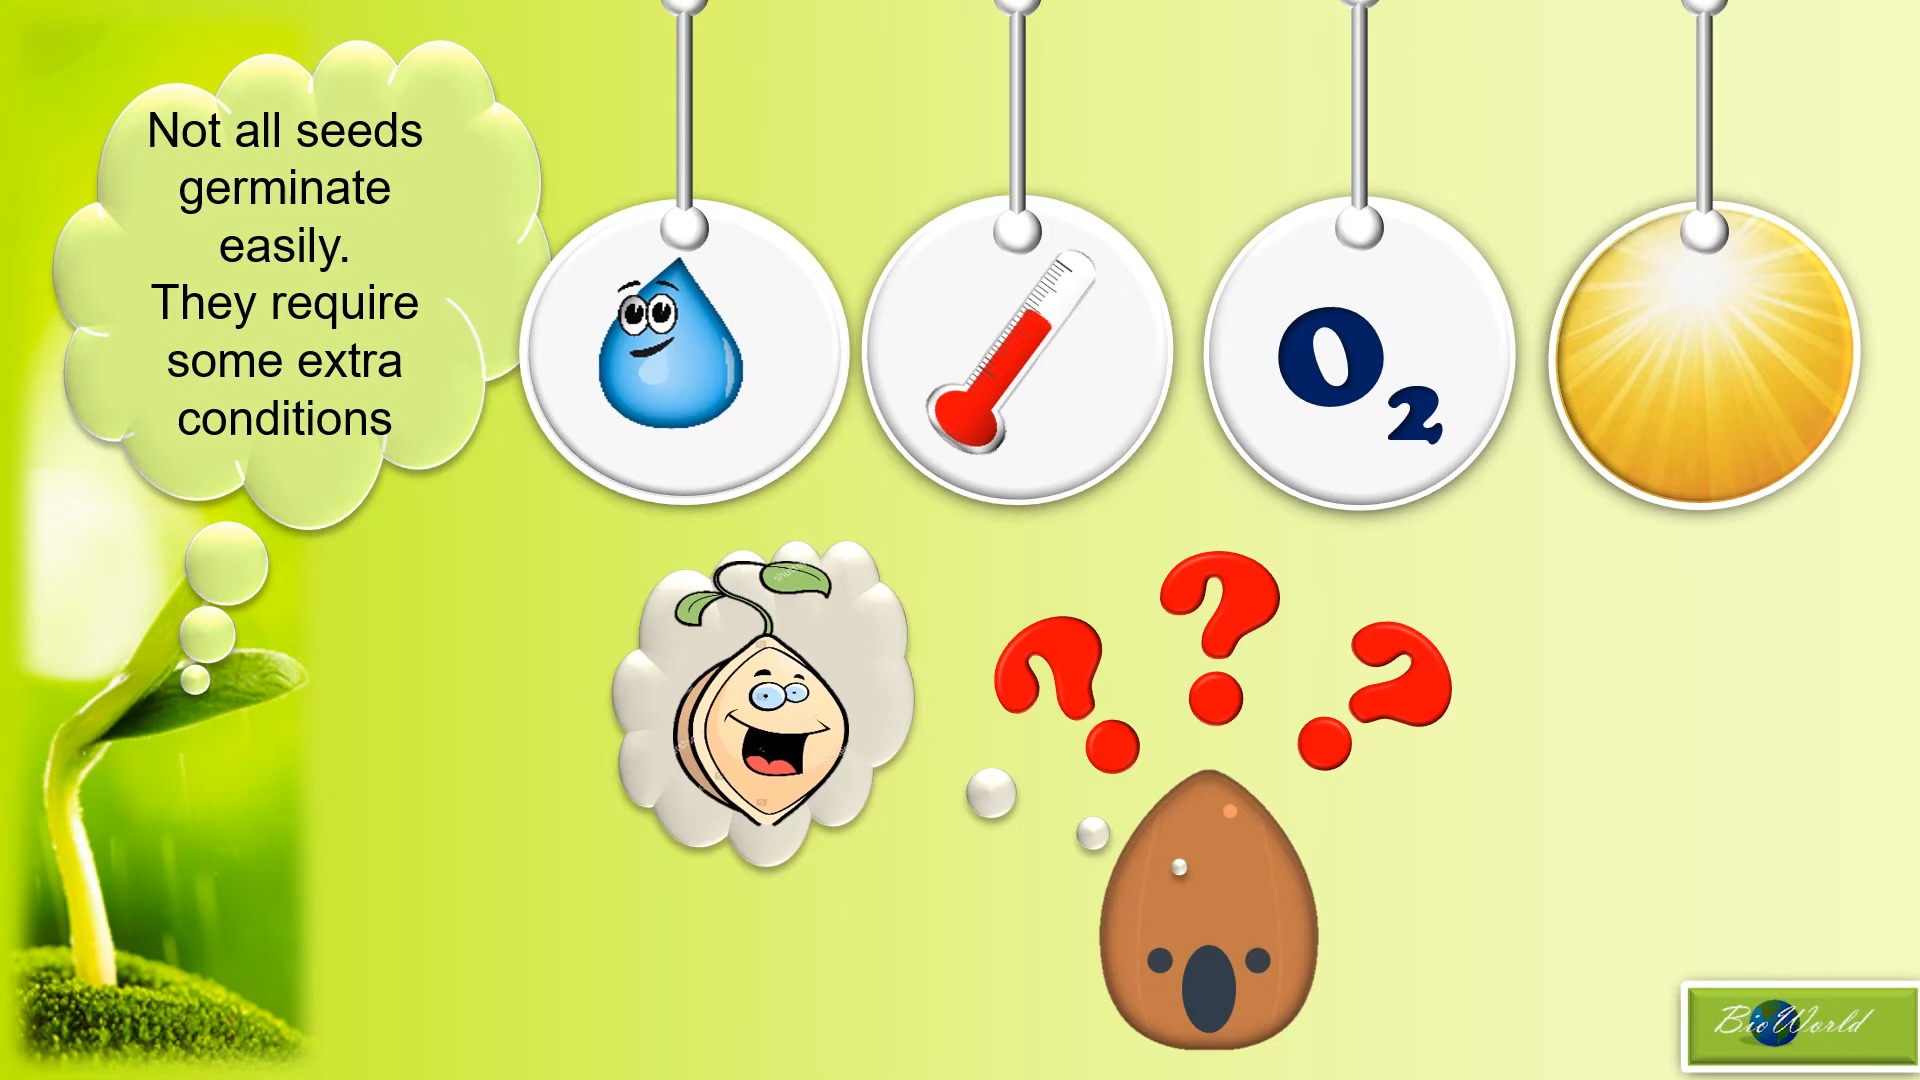 Not all seeds
germinate
easily.
They require
some extra
conditions
O2
? ? ?
BioWorld